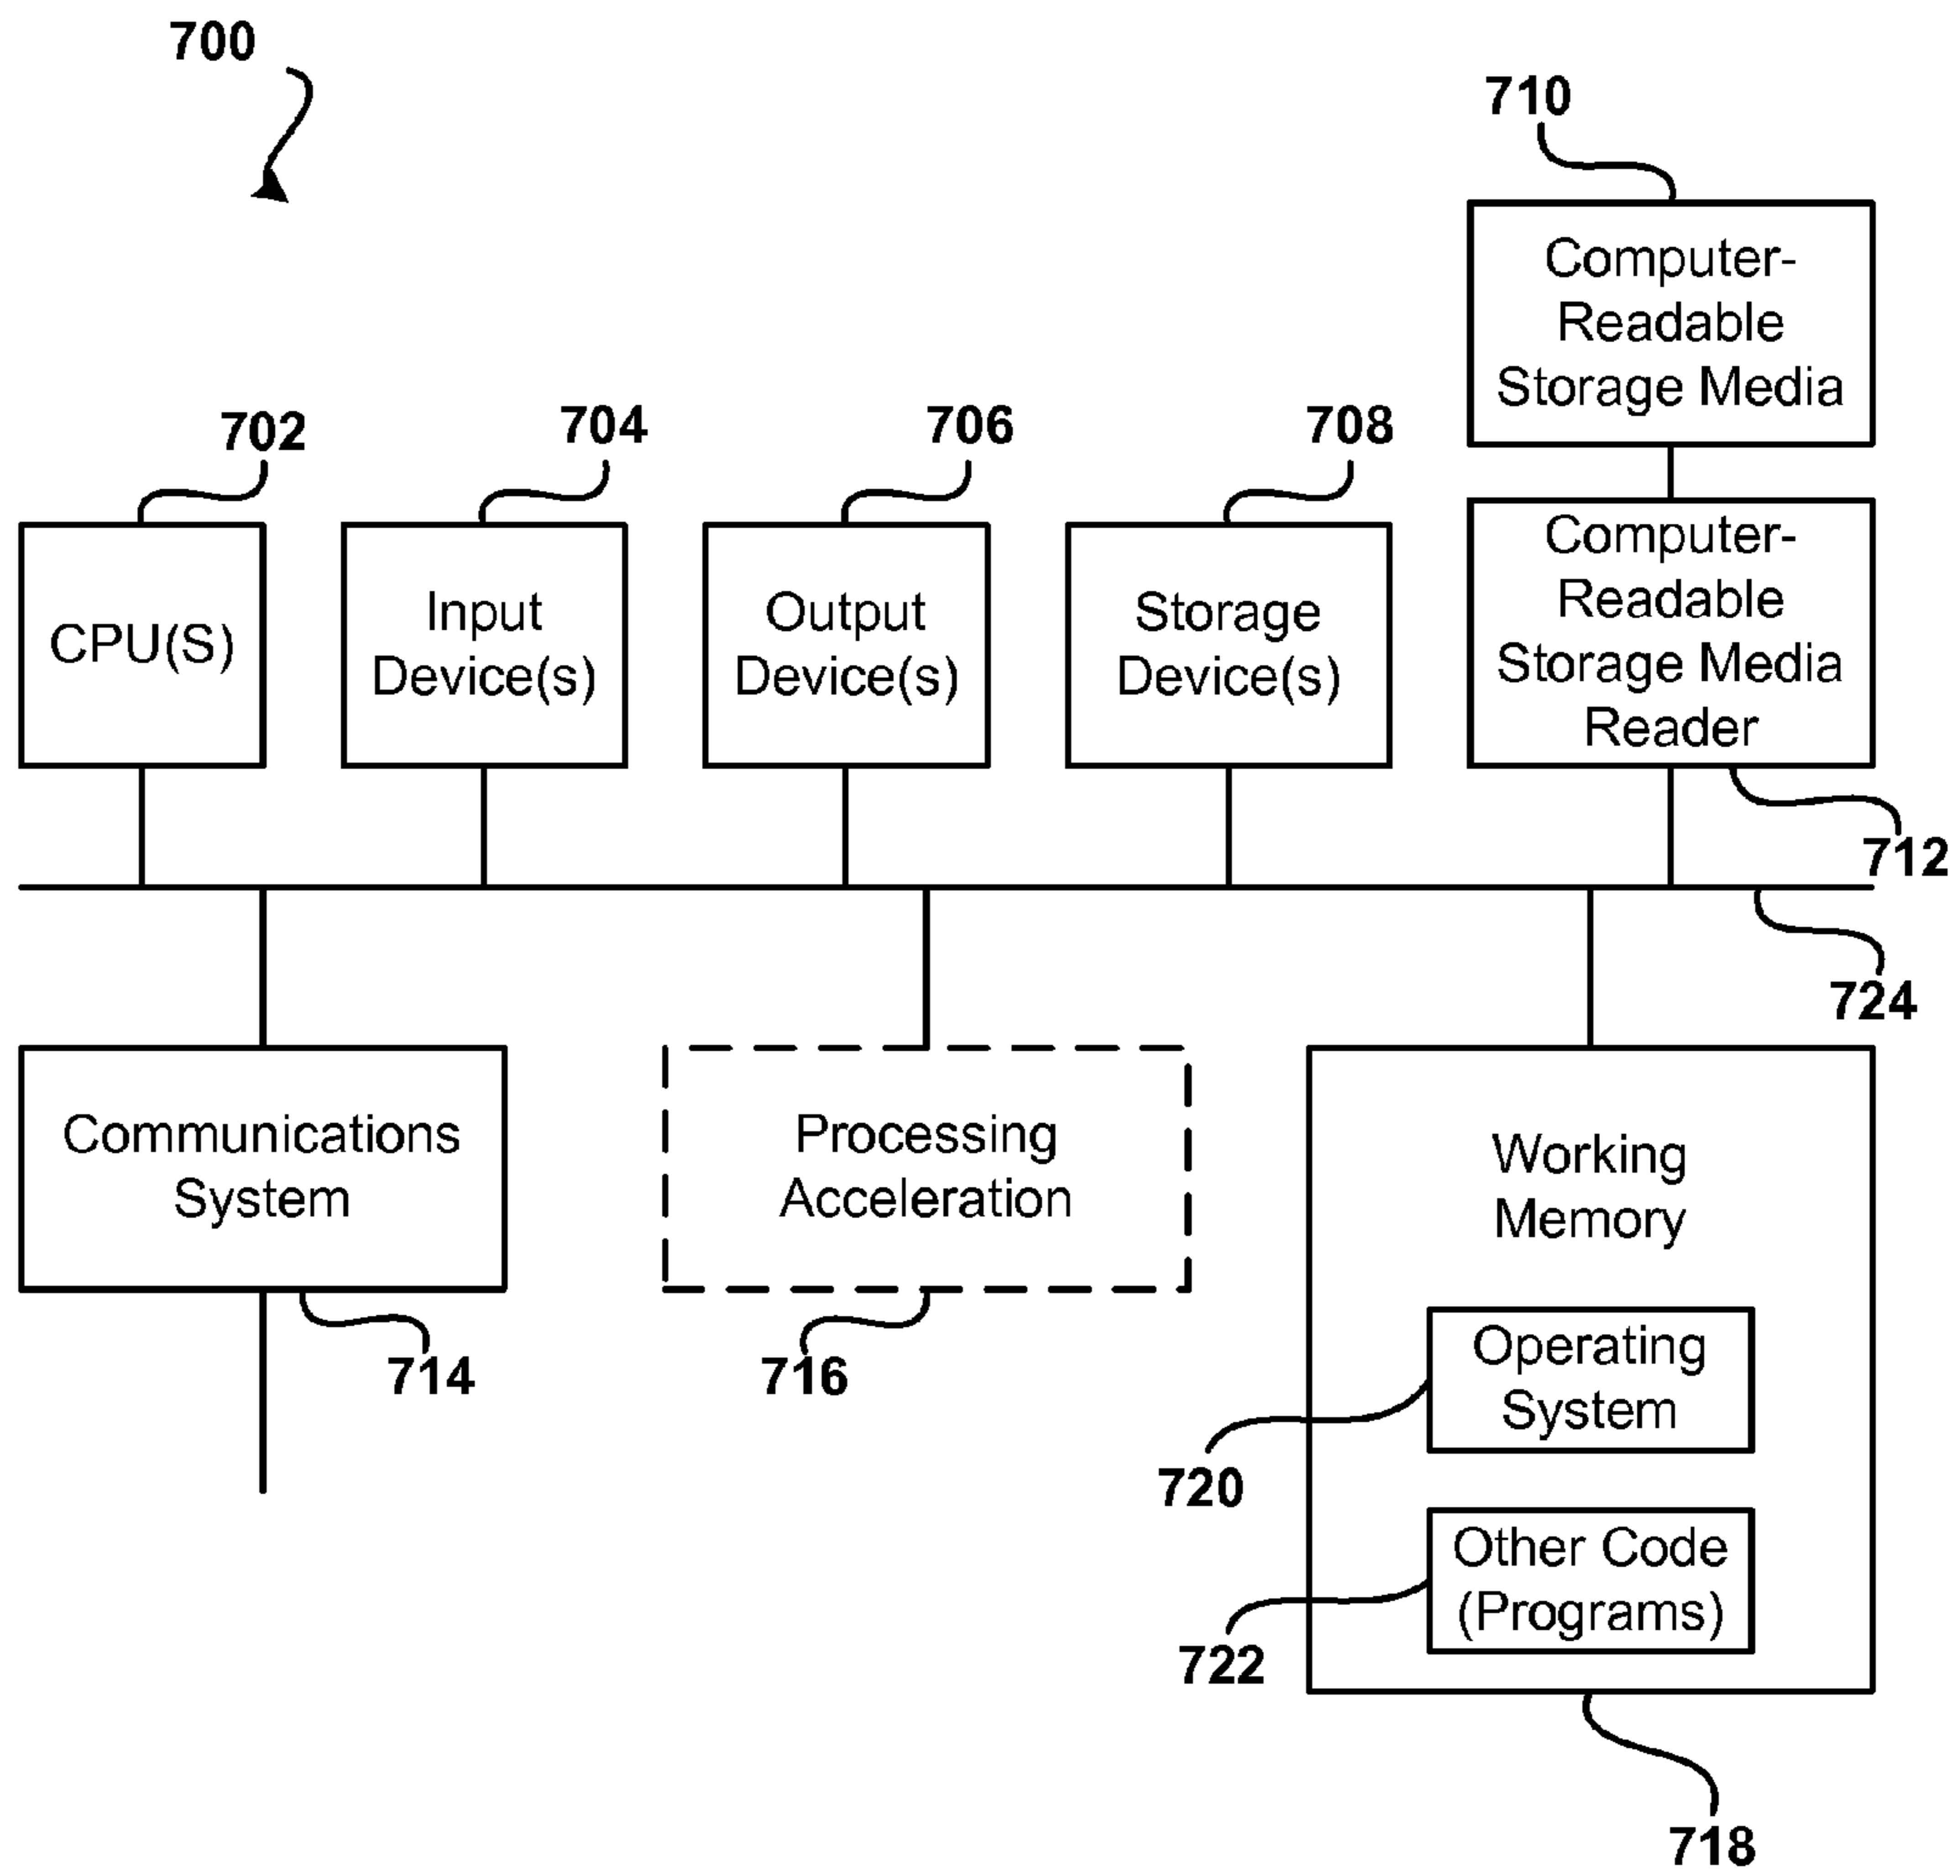 700
710
Computer-
Readable
Storage Media
702
704
706
708
CPU(S)
Input
Device(s)
Output
Device(s)
Storage
Device(s)
Computer-
Readable
Storage Media
Reader
712
724
Communications
System
714
Processing
Acceleration
716
Working
Memory
Operating
System
720
Other Code
(Programs)
722
718